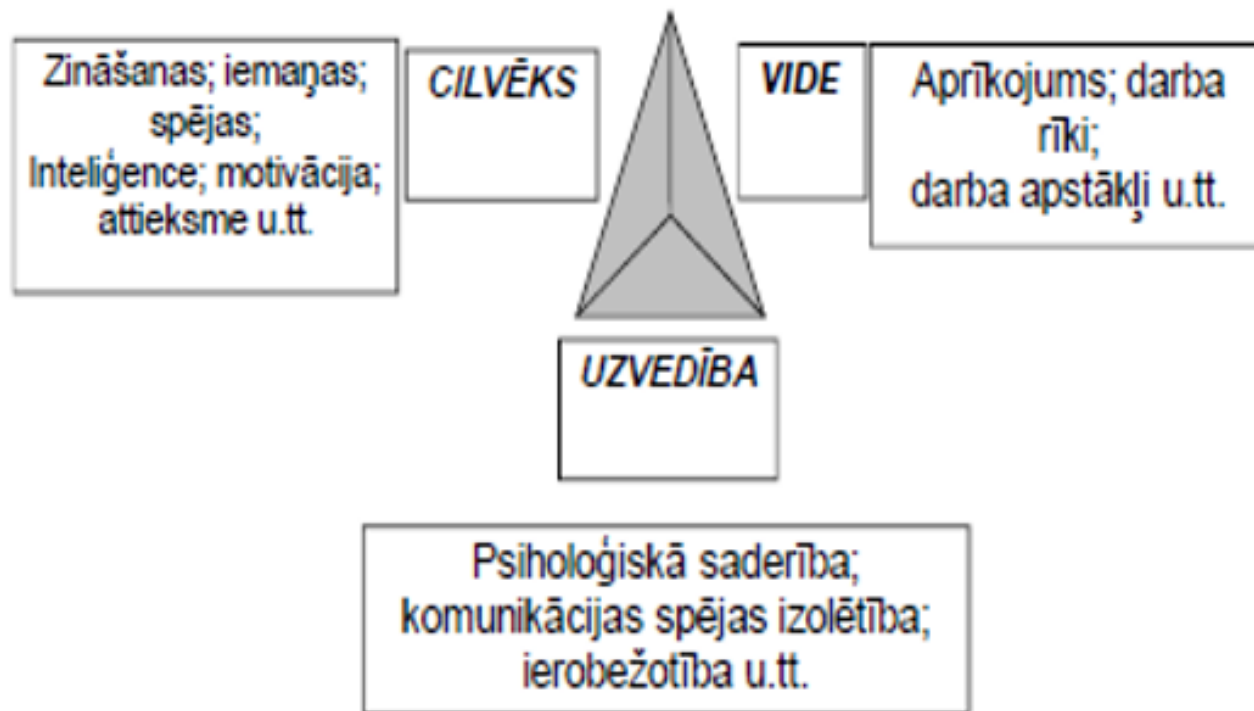 Zināšanas; iemaņas;
spējas;
Inteliģence; motivācija;
attieksme u.tt.
CILVĒKS
VIDE
Aprīkojums; darba
rīki;
darba apstākļi u.tt.
UZVEDĪBA
Psiholoģiskā saderība;
komunikācijas spējas izolētība;
ierobežotība u.tt.